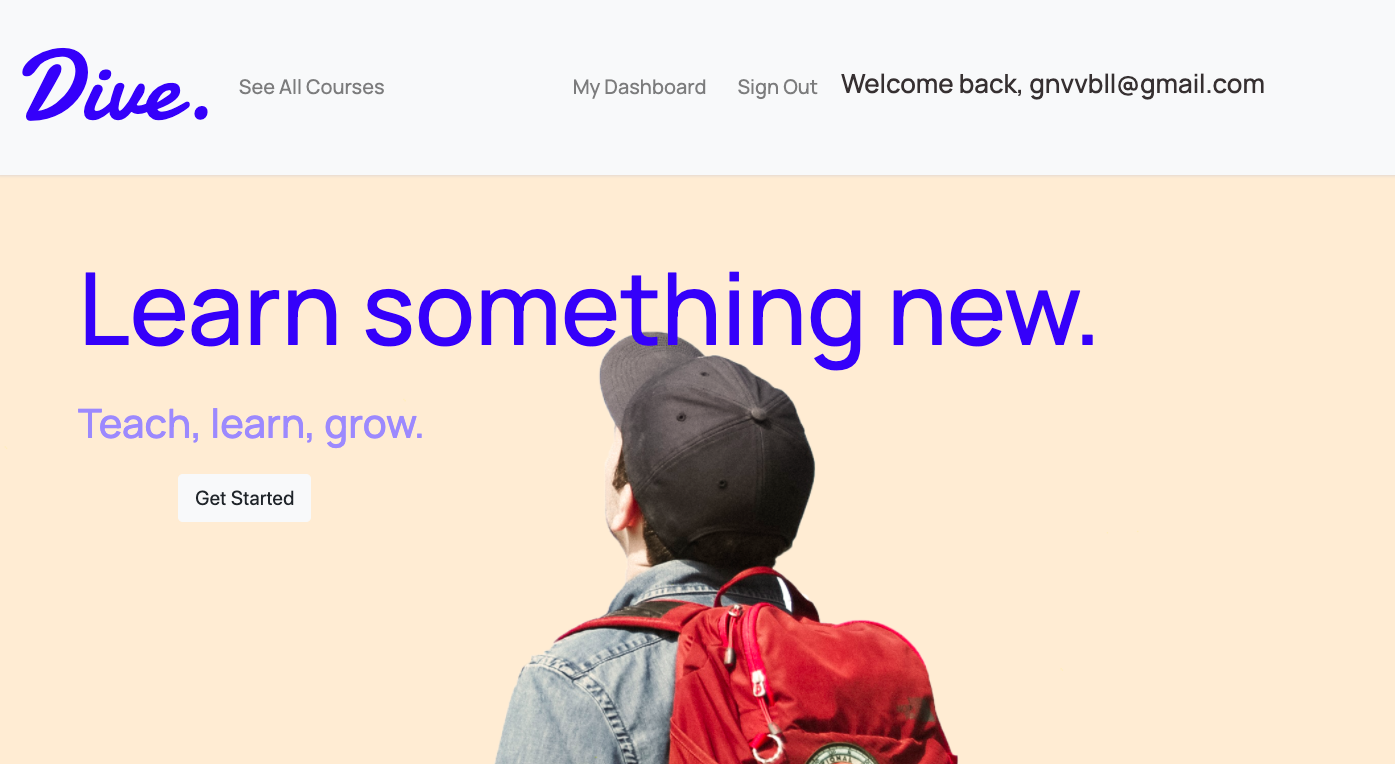 Dive.
See All Courses
My Dashboard
Sign Out
Welcome back, gnvvbll@gmail.com
Learn something new.
Teach, learn, grow.
Get Started